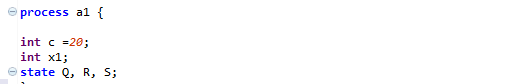 process a1 {
int c =20;
int x1;
state Q, R, S;